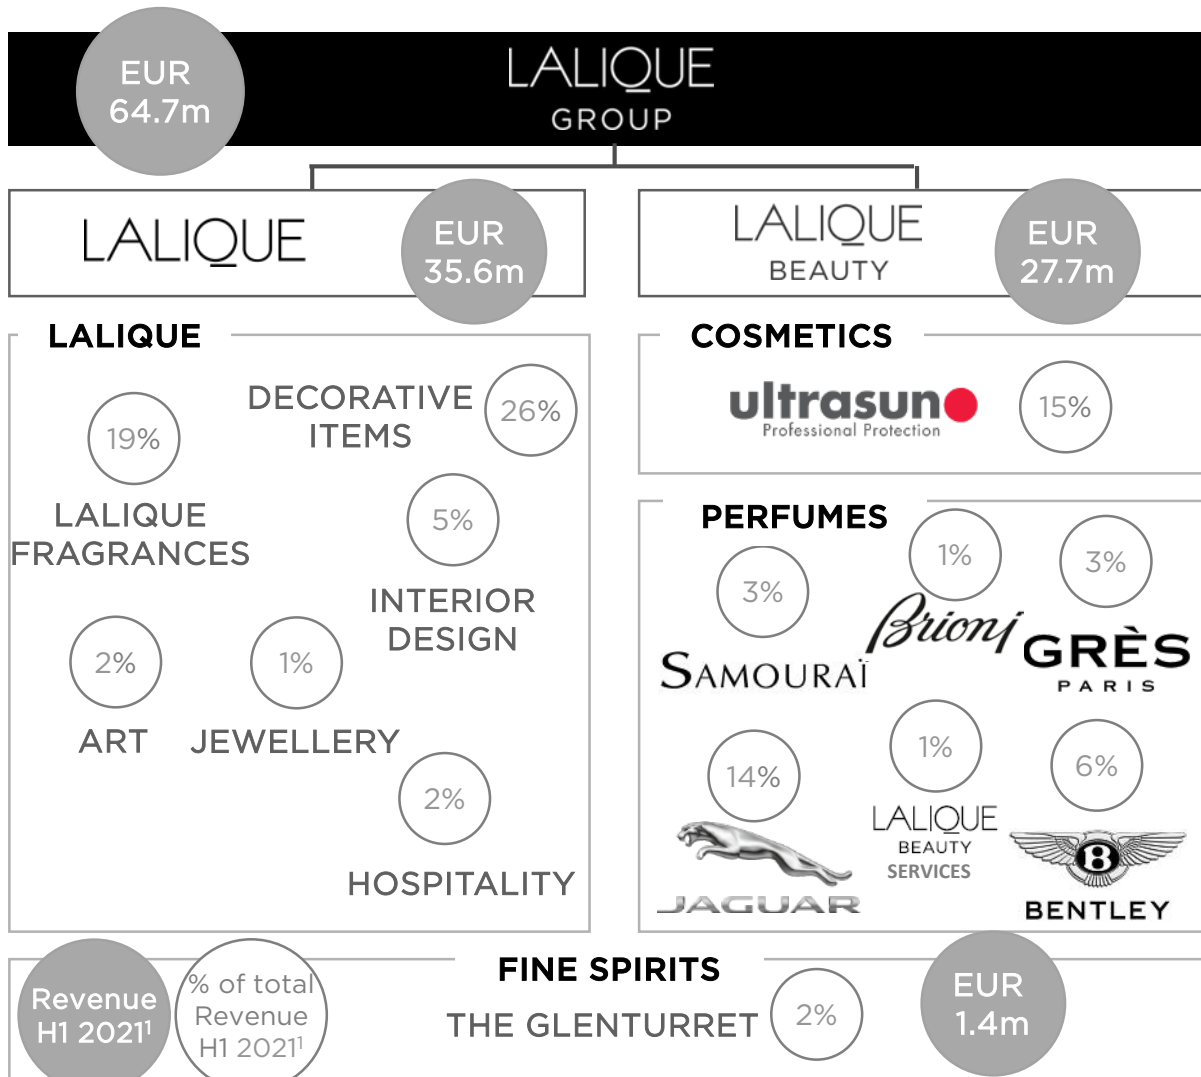 EUR
64.7m
LALIQUE
GROUP
LALIQUE
EUR
35.6m
LALIQUE
BEAUTY
EUR
27.7m
LALIQUE
19%
LALIQUE
FRAGRANCES
DECORATIVE
ITEMS
26%
5%
INTERIOR
DESIGN
2%
ART
1%
JEWELLERY
2%
HOSPITALITY
COSMETICS
ultrasun
Professional Protection
15%
PERFUMES
3%
SAMOURAÏ
1%
Brioni
3%
GRÈS
PARIS
14%
JAGUAR
1%
LALIQUE
BEAUTY
SERVICES
6%
B
BENTLEY
Revenue
H1 2021¹
% of total
Revenue
H1 2021¹
FINE SPIRITS
THE GLENTURRET
2%
EUR
1.4m